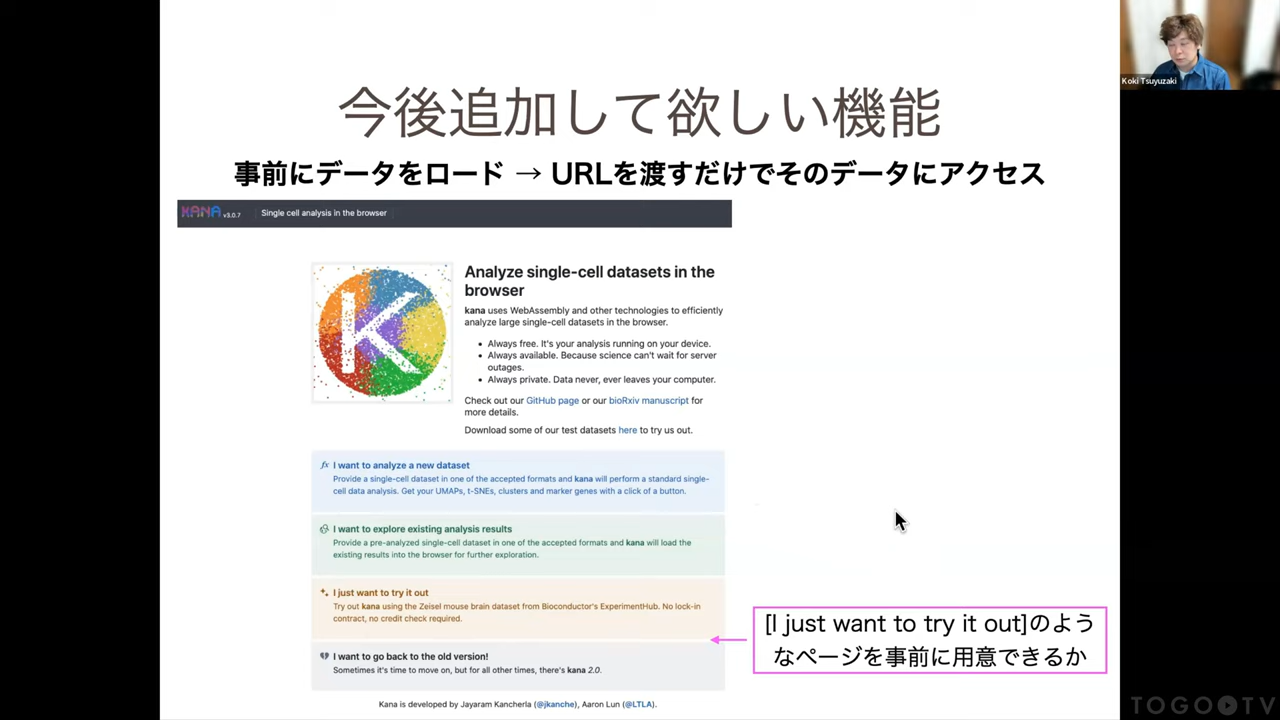 今後追加して欲しい機能
事前にデータをロード → URLを渡すだけでそのデータにアクセス
KANA v3.0.7 Single cell analysis in the browser
Analyze single-cell datasets in the
browser
kana uses WebAssembly and other technologies to efficiently
analyze large single-cell datasets in the browser.
• Always free. It's your analysis running on your device.
• Always available. Because science can't wait for server
outages.
• Always private. Data never, ever leaves your computer.
Check out our GitHub page or our bioRxiv manuscript for
more details.
Download some of our test datasets here to try us out.
I want to analyze a new dataset
Provide a single-cell dataset in one of the accepted formats and kana will perform a standard single-
cell data analysis. Get your UMAPs, t-SNEs, clusters and marker genes with a click of a button.
I want to explore existing analysis results
Provide a pre-analyzed single-cell dataset in one of the accepted formats and kana will load the
existing results into the browser for further exploration.
I just want to try it out
Try out kana using the Zeisel mouse brain dataset from Bioconductor's ExperimentHub. No lock-in
contract, no credit check required.
I want to go back to the old version!
Sometimes it's time to move on, but for all other times, there's kana 2.0.
Kana is developed by Jayaram Kancherla (@jkanche), Aaron Lun (@LTLA).
[I just want to try it out]のよう
なページを事前に用意できるか
Koki Tsuyuzaki
TOGO TV